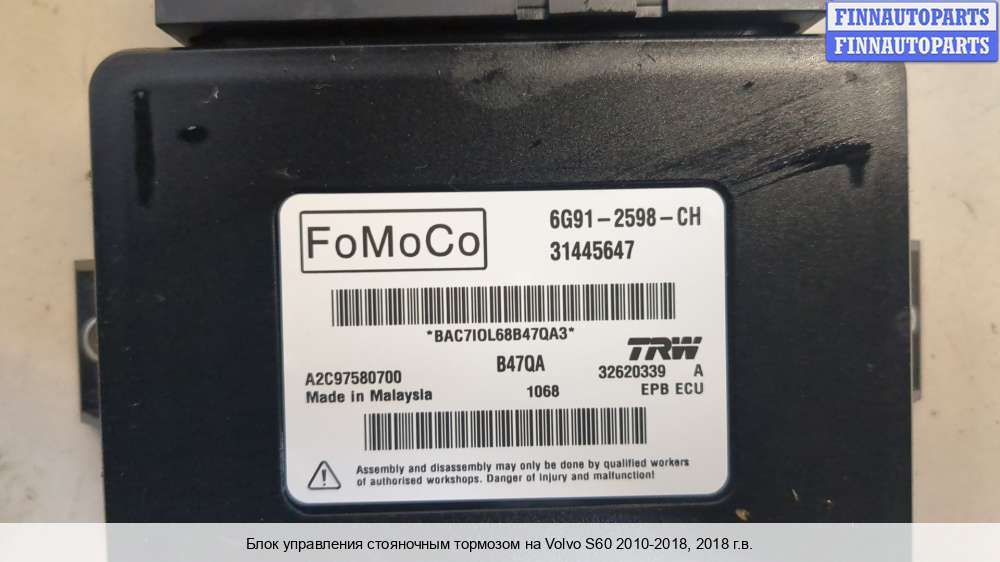 FINNAUTOPARTS
FINNAUTOPARTS
FoMoCo
6G91-2598-CH
31445647
*BAC7IOL68B47QA3*
B47QA
TRW
A2C97580700
32620339 A
Made in Malaysia
1068
EPB ECU
Assembly and disassembly may only be done by qualified workers
of authorised workshops. Danger of injury and malfunction!
Блок управления стояночным тормозом на Volvo S60 2010-2018, 2018 г.в.